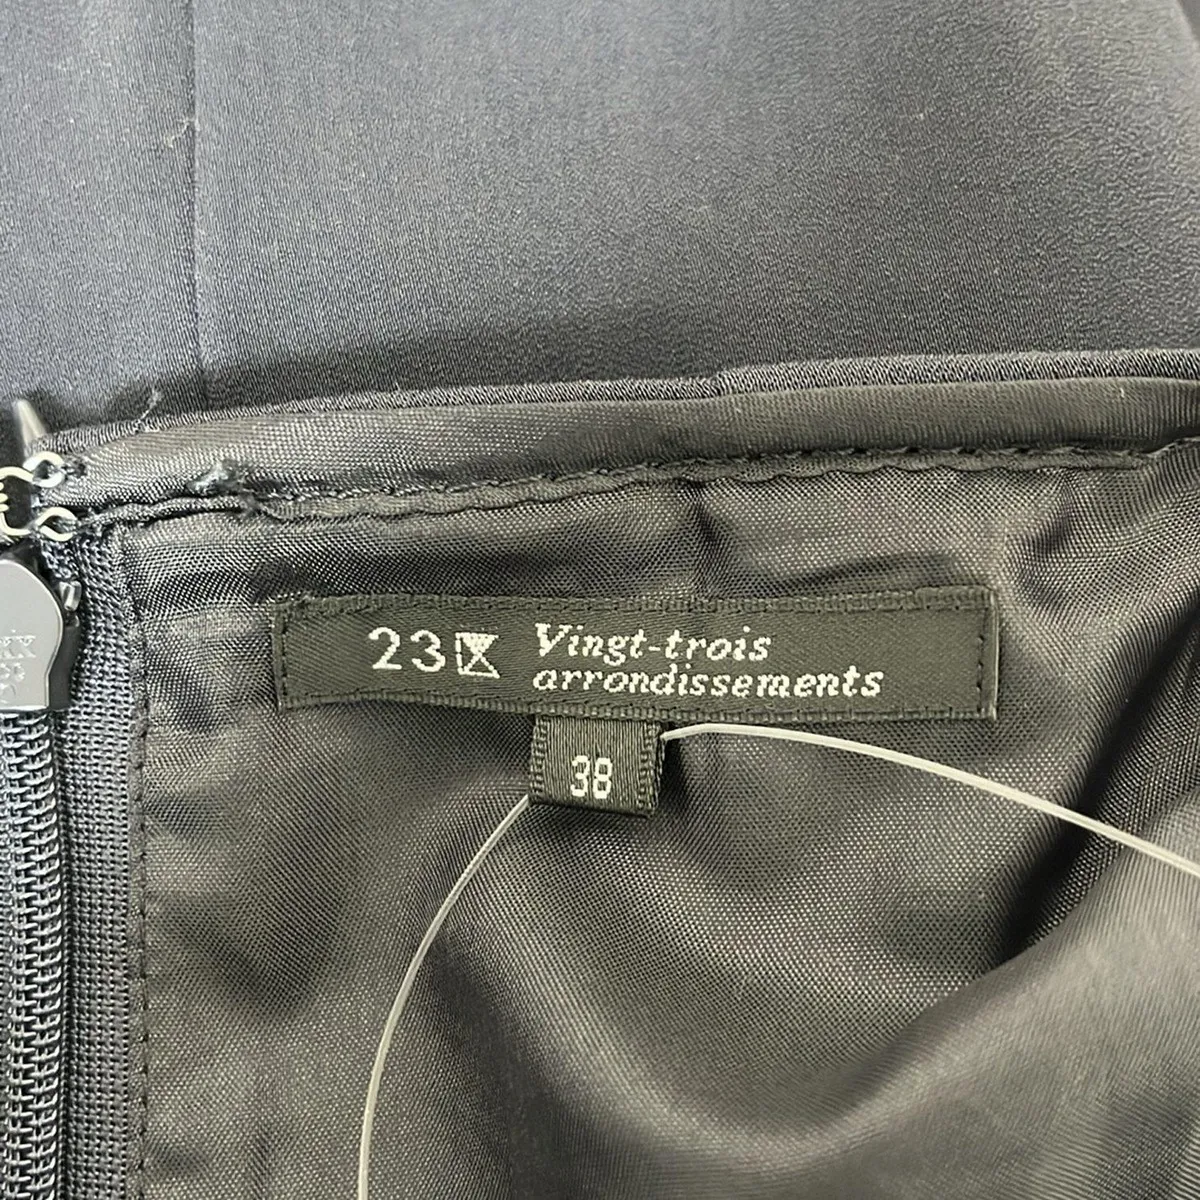 23区 Vingt-trois
arrondissements
38